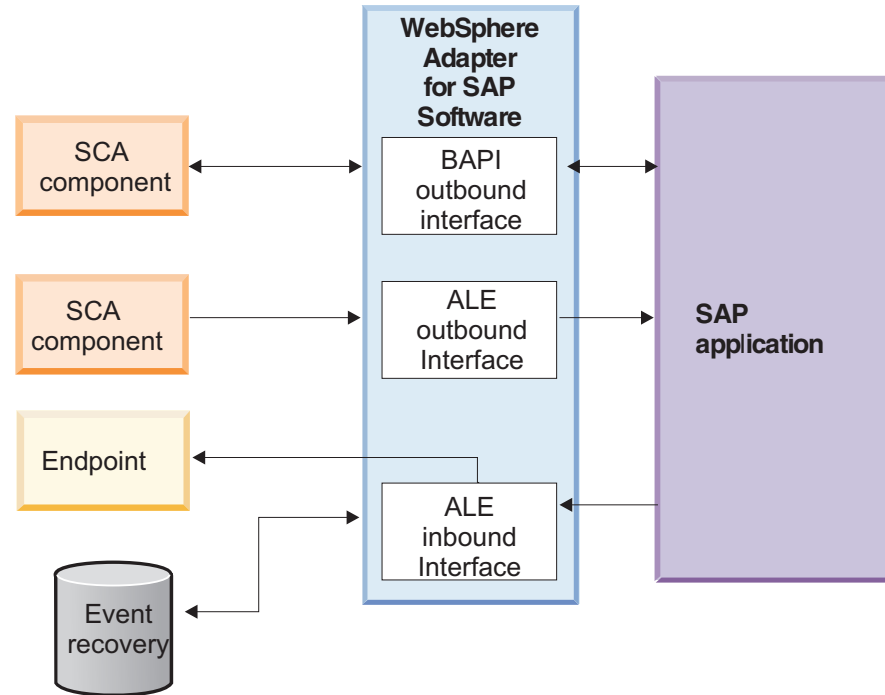 WebSphere
Adapter
for SAP
Software
SCA
component
BAPI
outbound
interface
SCA
component
ALE
outbound
Interface
SAP
application
Endpoint
ALE
inbound
Interface
Event
recovery